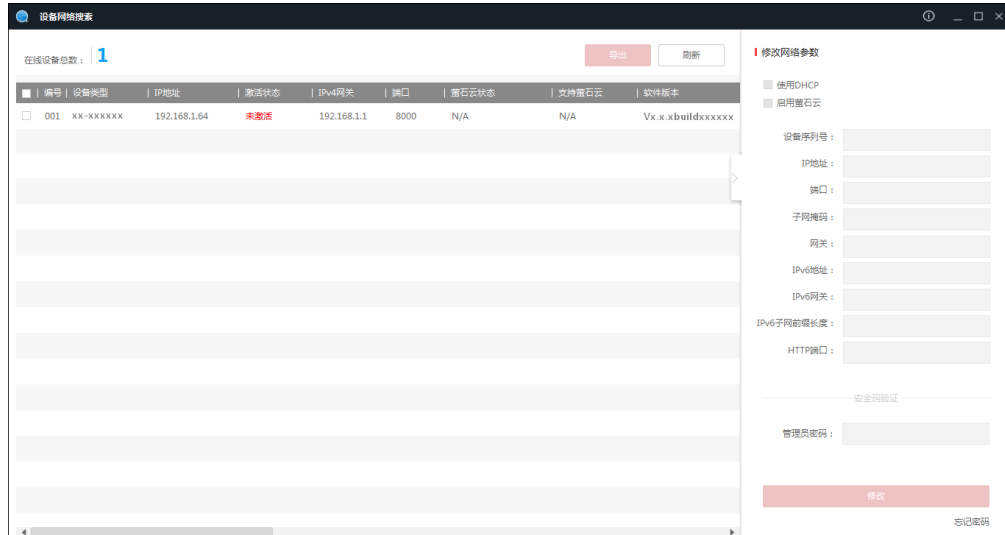 设备网络搜索
在线设备总数： 1
导出
刷新
编号 设备类型 IP地址 激活状态 IPv4网关 端口 萤石云状态 支持萤石云 软件版本
001 XX-XXXXXX 192.168.1.64 未激活 192.168.1.1 8000 N/A N/A Vx.x.xbuildxxxxxx
修改网络参数
使用DHCP
启用萤石云
设备序列号：
IP地址：
端口：
子网掩码：
网关：
IPv6地址：
IPv6网关：
IPv6子网前缀长度：
HTTP端口：
安全码验证
管理员密码：
修改
忘记密码